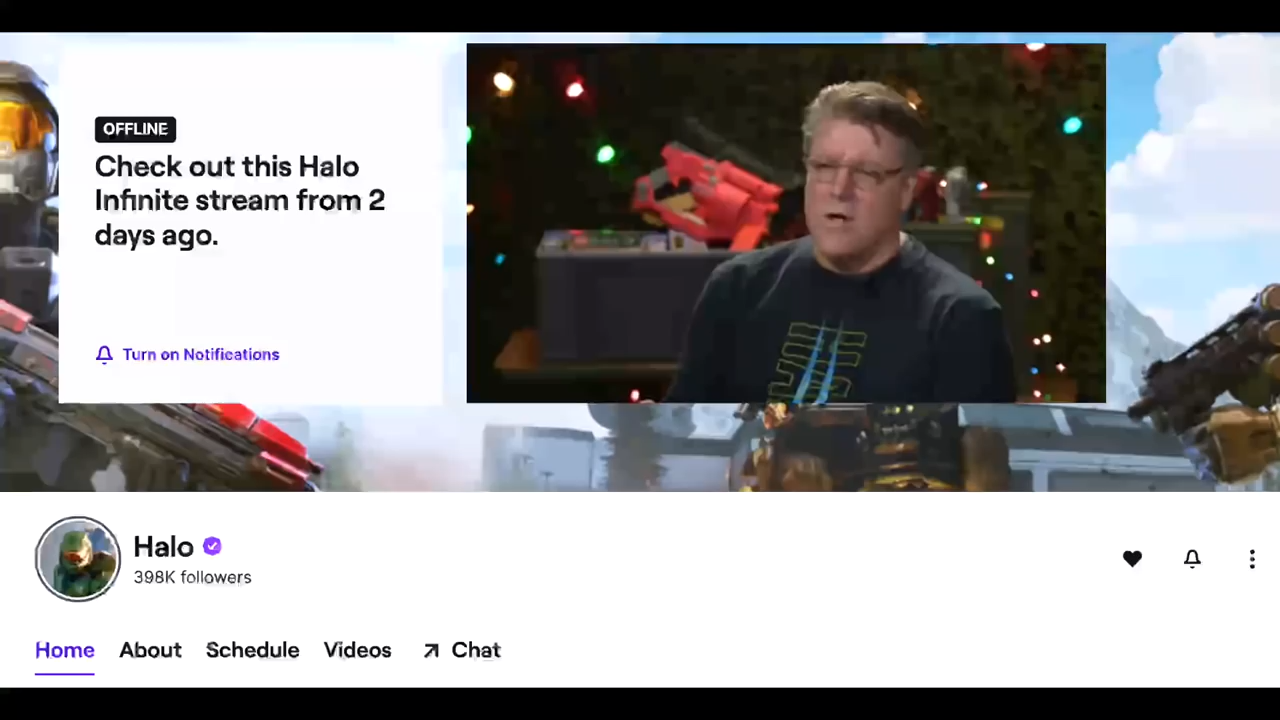 OFFLINE
Check out this Halo
Infinite stream from 2
days ago.
Turn on Notifications
Halo
398K followers
Home About Schedule Videos Chat